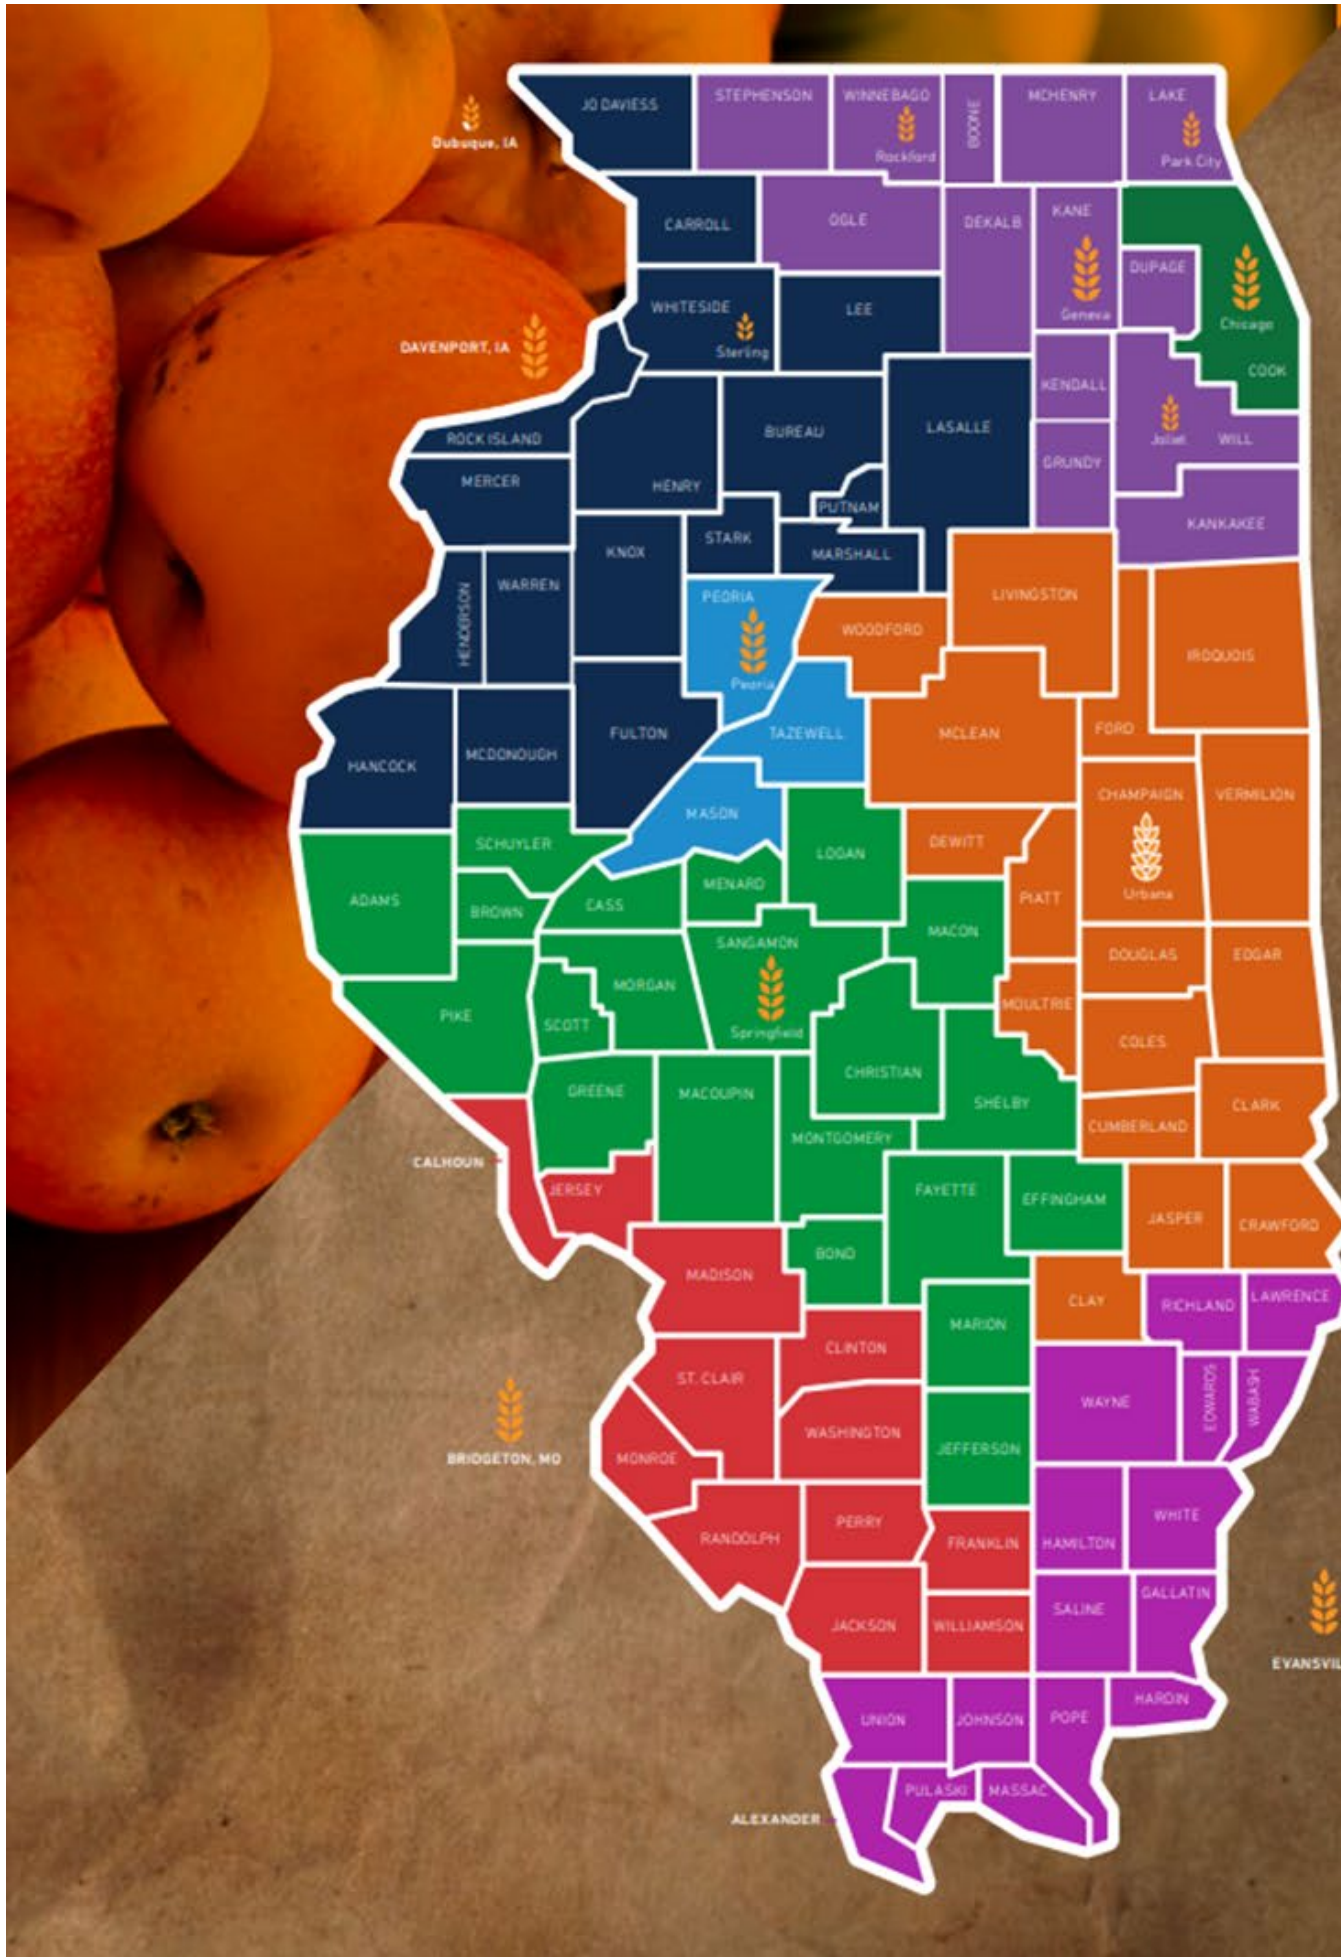 JO DAVIESS
STEPHENSON
WINNEBAGO
Rockford
BOONE
MCHENRY
LAKE
Park City
Dubuque, IA
CARROLL
OGLE
DEKALB
KANE
Geneva
DUPAGE
Chicago
COOK
WHITESIDE
Sterling
LEE
DAVENPORT, IA
KENDALL
Joliet
WILL
ROCK ISLAND
BUREAU
LASALLE
GRUNDY
MERCER
HENRY
PUTNAM
KANKAKEE
KNOX
STARK
MARSHALL
HENDERSON
WARREN
PEORIA
Peoria
WOODFORD
LIVINGSTON
IROQUOIS
HANCOCK
MCDONOUGH
FULTON
TAZEWELL
MCLEAN
FORD
MASON
CHAMPAIGN
Urbana
VERMILION
SCHUYLER
LOGAN
DEWITT
ADAMS
BROWN
CASS
MENARD
PIATT
SANGAMON
Springfield
MACON
DOUGLAS
EDGAR
PIKE
SCOTT
MORGAN
MOULTRIE
COLES
GREENE
MACOUPIN
CHRISTIAN
SHELBY
CLARK
CALHOUN
JERSEY
MONTGOMERY
CUMBERLAND
FAYETTE
EFFINGHAM
JASPER
CRAWFORD
MADISON
BOND
CLAY
RICHLAND
LAWRENCE
MARION
CLINTON
ST. CLAIR
WAYNE
EDWARDS
WABASH
BRIDGETON, MO
MONROE
WASHINGTON
JEFFERSON
RANDOLPH
PERRY
FRANKLIN
HAMILTON
WHITE
JACKSON
WILLIAMSON
SALINE
GALLATIN
EVANSVIL
UNION
JOHNSON
POPE
HARDIN
ALEXANDER
PULASKI
MASSAC